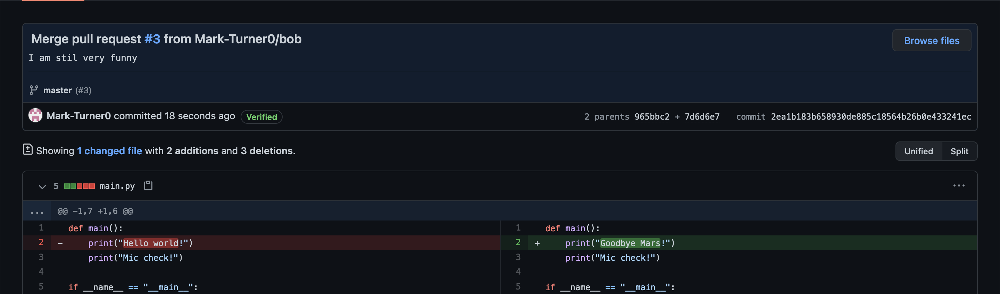 Merge pull request #3 from Mark-Turner0/bob
Browse files
I am stil very funny
master (#3)
Mark-Turner0 committed 18 seconds ago Verified
2 parents 965bbc2 + 7d6d6e7 commit 2ea1b183b658930de885c18564b26b0e433241ec
Showing 1 changed file with 2 additions and 3 deletions.
Unified Split
5 main.py
...
... @@ -1,7 +1,6 @@
1 def main():
2 - print("Hello world!")
3 print("Mic check!")
4
5 if __name__ == "__main__":
1 def main():
2 + print("Goodbye Mars!")
3 print("Mic check!")
4
5 if __name__ == "__main__":